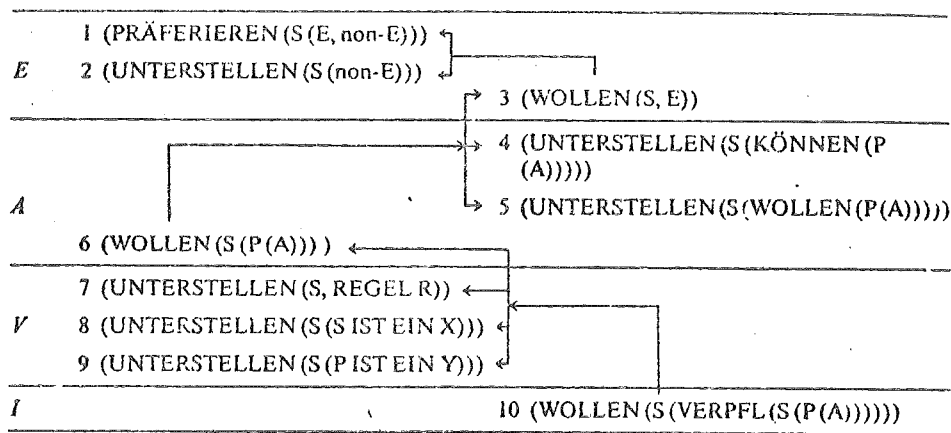 1 (PRÄFERIEREN (S (E, non-E)))
E 2 (UNTERSTELLEN (S (non-E)))
3 (WOLLEN (S, E))
4 (UNTERSTELLEN (S (KÖNNEN (P
(A)))))
A 5 (UNTERSTELLEN (S (WOLLEN (P (A)))))
6 (WOLLEN (S (P (A))) )
7 (UNTERSTELLEN (S, REGEL R))
V 8 (UNTERSTELLEN (S (S IST EIN X)))
9 (UNTERSTELLEN (S (P IST EIN Y)))
I 10 (WOLLEN (S (VERPFL (S (P (A))))))